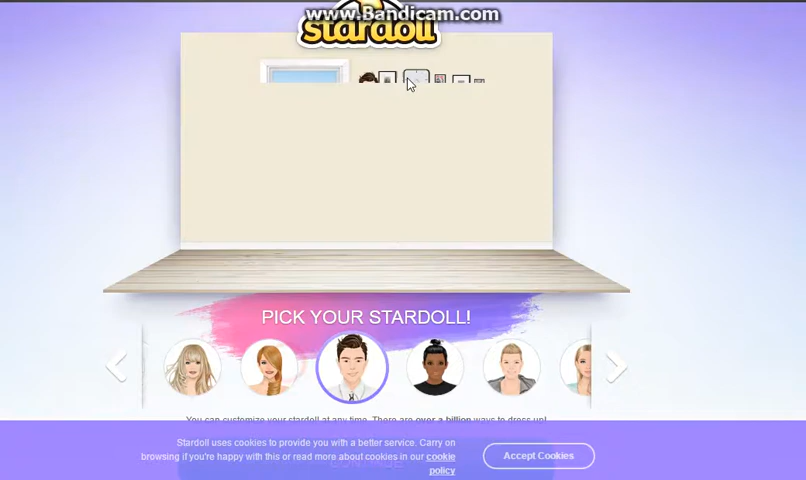 www.Bandicam.com
stardoll
PICK YOUR STARDOLL!
You can customize your stardoll at any time. There are over a billion ways to dress up!
Stardoll uses cookies to provide you with a better service. Carry on
browsing if you're happy with this or read more about cookies in our cookie
policy
Accept Cookies
CONTINUE